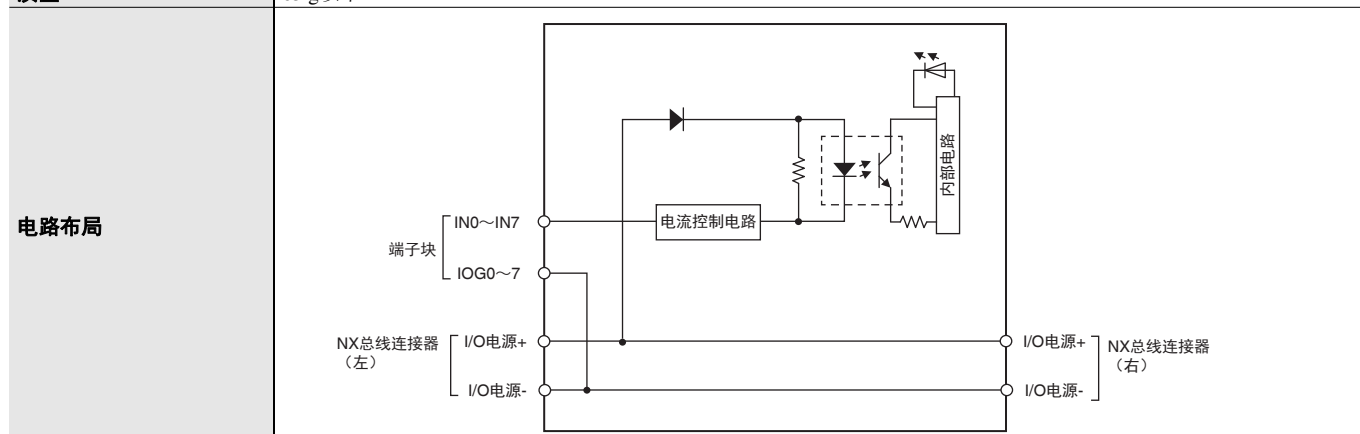 电路布局
IN0～IN7
端子块
IOG0～7
NX总线连接器
（左）
I/O电源+
I/O电源-
电流控制电路
内部电路
I/O电源+
NX总线连接器
（右）
I/O电源-